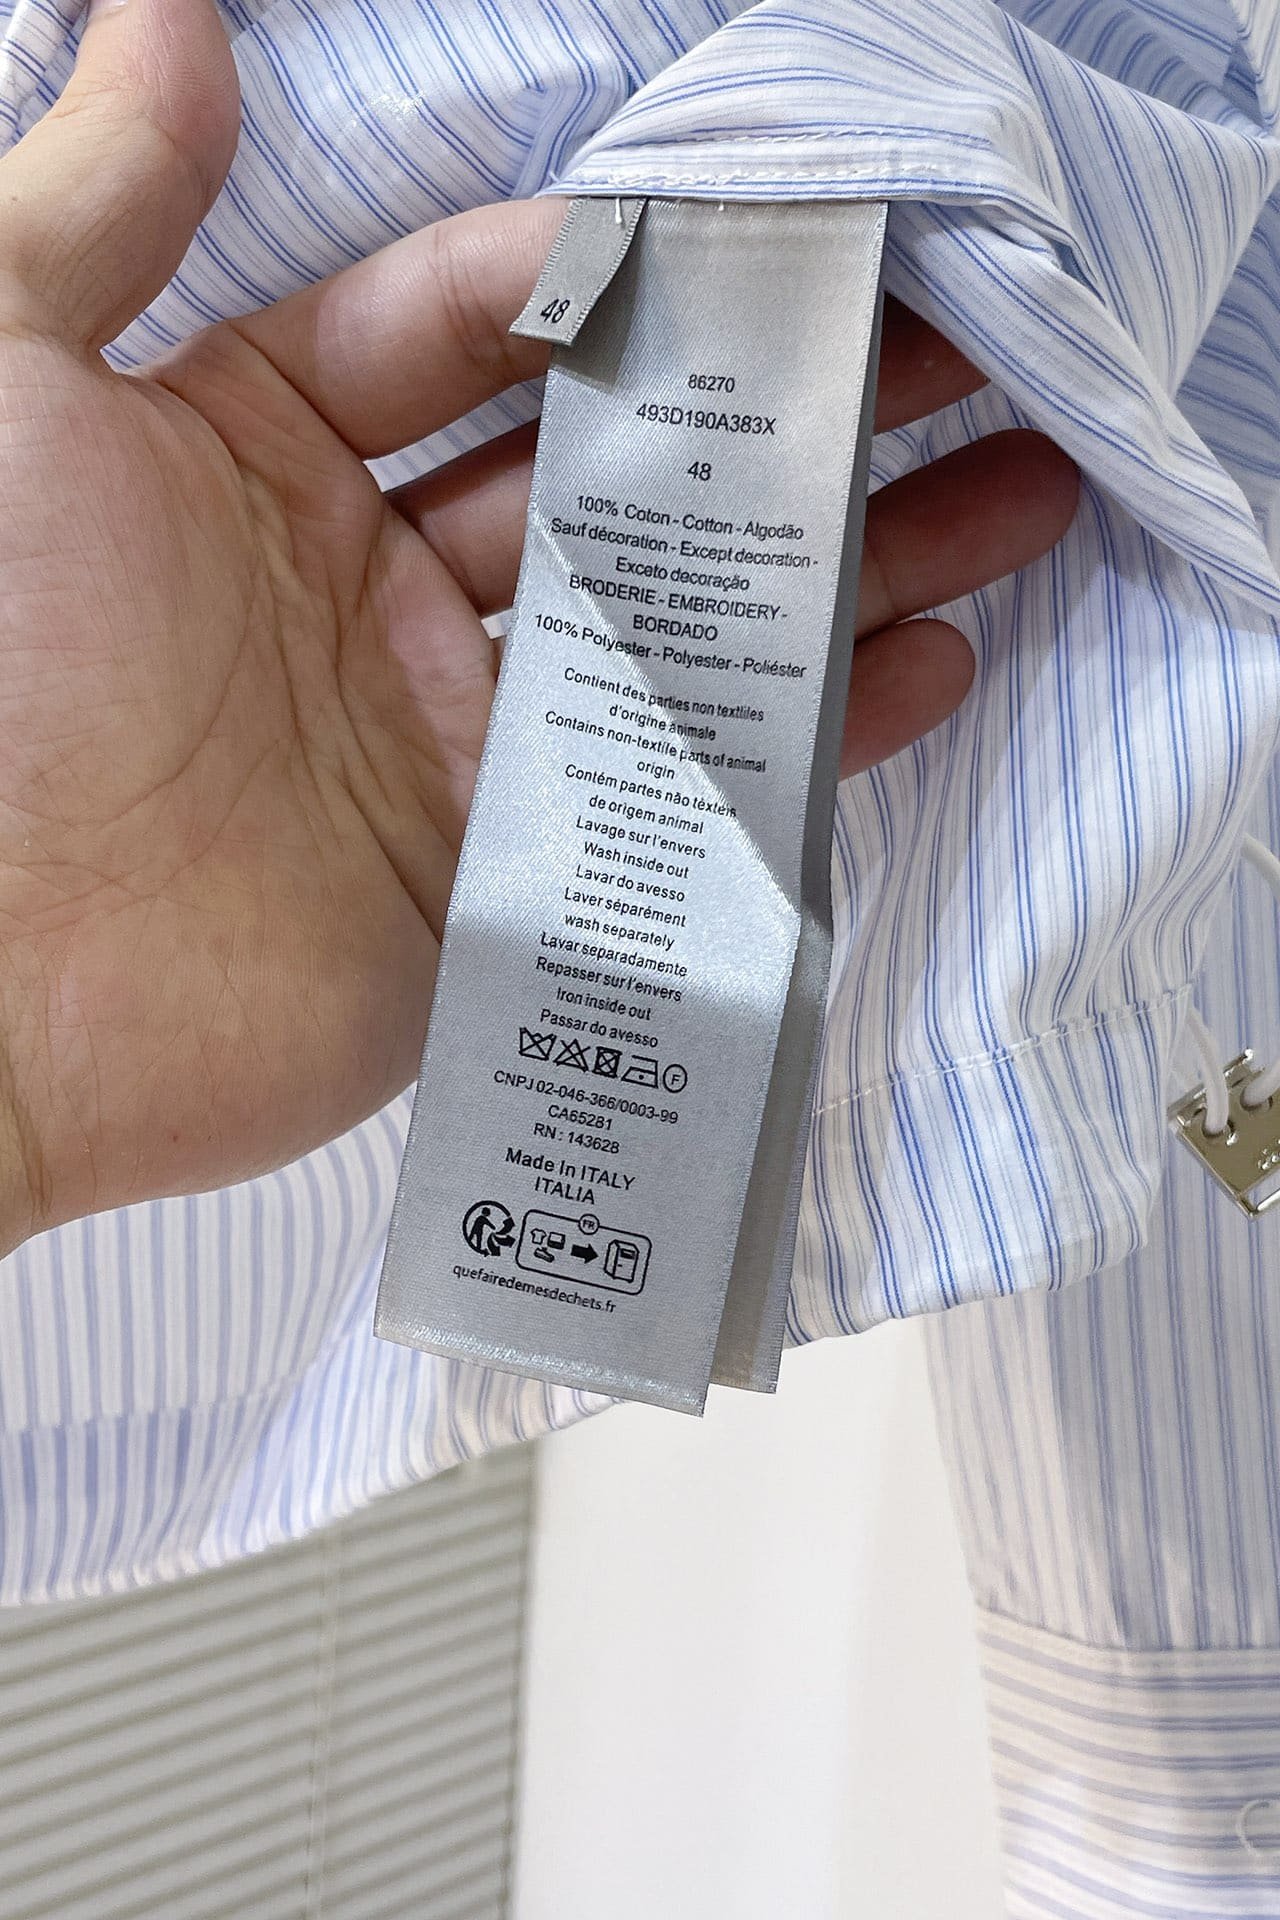 48
86270
493D190A383X
48
100% Coton - Cotton - Algodão
Sauf décoration - Except decoration -
Exceto decoração
BRODERIE - EMBROIDERY -
BORDADO
100% Polyester - Polyester - Poliéster
Contient des parties non textliles
d'origine animale
Contains non-textile parts of animal
origin
Contém partes não tèxteis
de origem animal
Lavage sur l'envers
Wash inside out
Lavar do avesso
Laver séparément
wash separately
Lavar separadamente
Repasser sur l'envers
Iron inside out
Passar do avesso
F
CNPJ 02-046-366/0003-99
CA65281
RN : 143628
Made In ITALY
ITALIA
FR
quefairedemesdechets.fr